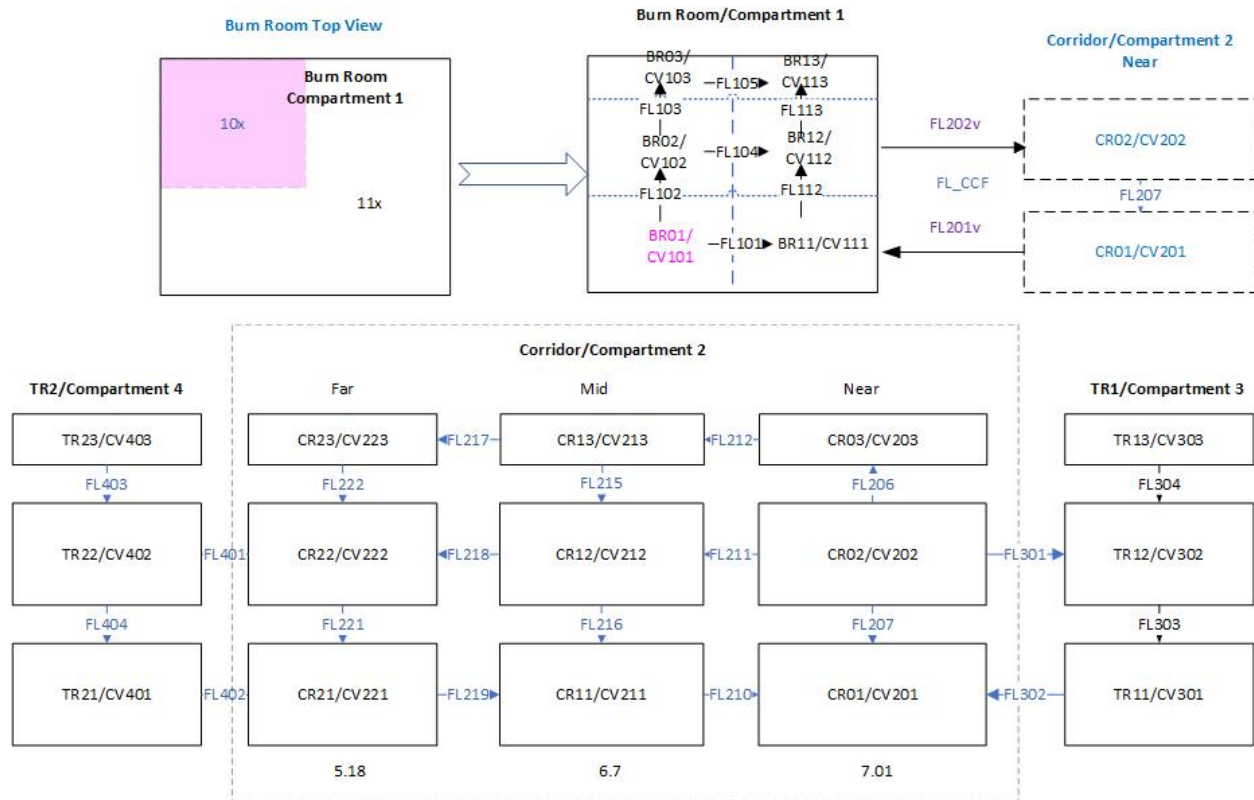 Burn Room Top View
Burn Room
Compartment 1
10x
11x
Burn Room/Compartment 1
BR03/
CV103
FL105
BR13/
CV113
FL103
FL113
BR02/
CV102
FL104
BR12/
CV112
FL102
FL112
BR01/
CV101
FL101
BR11/CV111
Corridor/Compartment 2
Near
FL202v
CR02/CV202
FL_CCF
FL207
FL201v
CR01/CV201
Corridor/Compartment 2
TR2/Compartment 4
Far
Mid
Near
TR1/Compartment 3
TR23/CV403
CR23/CV223
FL217
CR13/CV213
FL212
CR03/CV203
TR13/CV303
FL403
FL222
FL215
FL206
FL304
TR22/CV402
FL401
CR22/CV222
FL218
CR12/CV212
FL211
CR02/CV202
FL301
TR12/CV302
FL404
FL221
FL216
FL207
FL303
TR21/CV401
FL402
CR21/CV221
FL219
CR11/CV211
FL210
CR01/CV201
FL302
TR11/CV301
5.18
6.7
7.01